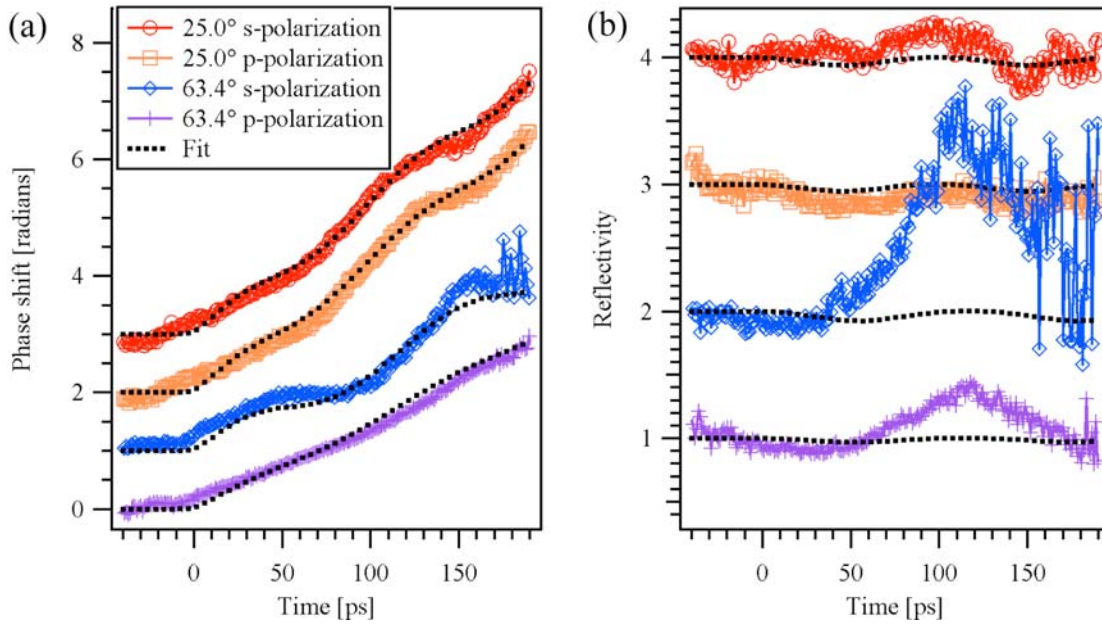 (a)
8
6
4
2
0
Phase shift [radians]
25.0° s-polarization
25.0° p-polarization
63.4° s-polarization
63.4° p-polarization
Fit
0 50 100 150
Time [ps]
(b)
4
3
2
1
Reflectivity
0 50 100 150
Time [ps]